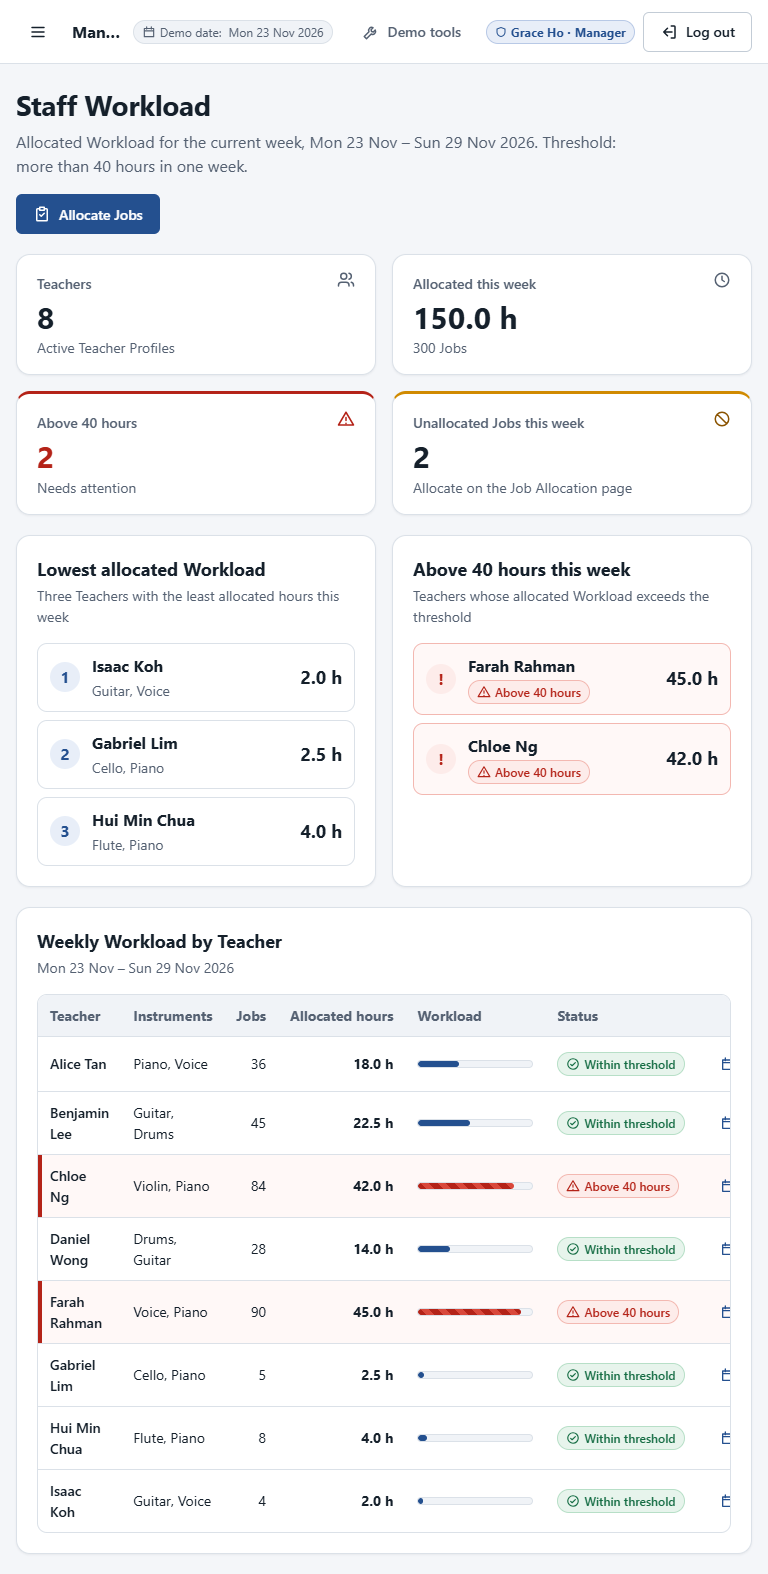 Man...
Demo date: Mon 23 Nov 2026
Demo tools
Grace Ho · Manager
Log out
Staff Workload
Allocated Workload for the current week, Mon 23 Nov – Sun 29 Nov 2026. Threshold:
more than 40 hours in one week.
Allocate Jobs
Teachers
8
Active Teacher Profiles
Allocated this week
150.0 h
300 Jobs
Above 40 hours
2
Needs attention
Unallocated Jobs this week
2
Allocate on the Job Allocation page
Lowest allocated Workload
Three Teachers with the least allocated hours this
week
1
Isaac Koh
Guitar, Voice
2.0 h
2
Gabriel Lim
Cello, Piano
2.5 h
3
Hui Min Chua
Flute, Piano
4.0 h
Above 40 hours this week
Teachers whose allocated Workload exceeds the
threshold
!
Farah Rahman
Above 40 hours
45.0 h
!
Chloe Ng
Above 40 hours
42.0 h
Weekly Workload by Teacher
Mon 23 Nov – Sun 29 Nov 2026
Teacher Instruments Jobs Allocated hours Workload Status
Alice Tan Piano, Voice 36 18.0 h Within threshold
Benjamin Lee Guitar, Drums 45 22.5 h Within threshold
Chloe Ng Violin, Piano 84 42.0 h Above 40 hours
Daniel Wong Drums, Guitar 28 14.0 h Within threshold
Farah Rahman Voice, Piano 90 45.0 h Above 40 hours
Gabriel Lim Cello, Piano 5 2.5 h Within threshold
Hui Min Chua Flute, Piano 8 4.0 h Within threshold
Isaac Koh Guitar, Voice 4 2.0 h Within threshold